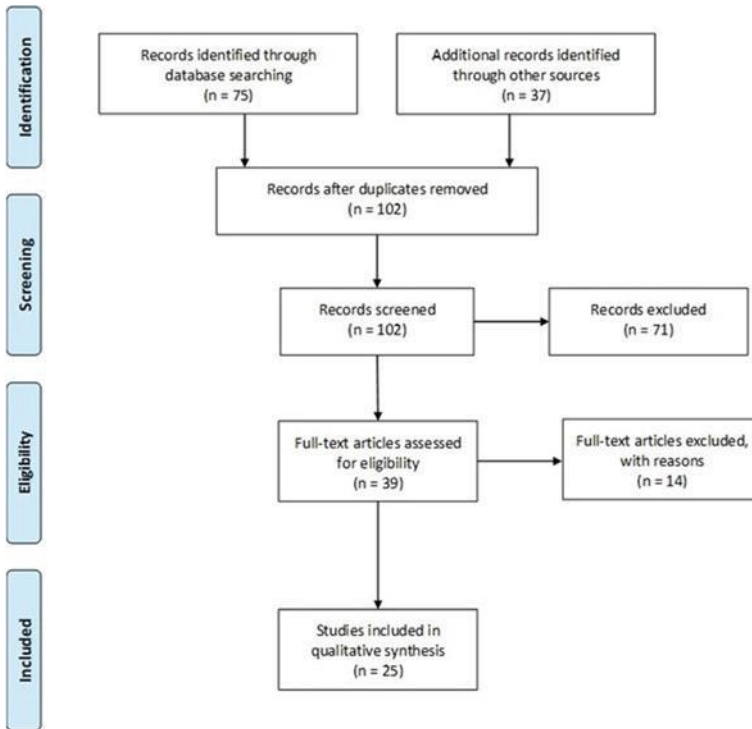 Identification
Records identified through
database searching
(n = 75)
Additional records identified
through other sources
(n = 37)
Records after duplicates removed
(n = 102)
Screening
Records screened
(n = 102)
Records excluded
(n = 71)
Eligibility
Full-text articles assessed
for eligibility
(n = 39)
Full-text articles excluded,
with reasons
(n = 14)
Included
Studies included in
qualitative synthesis
(n = 25)